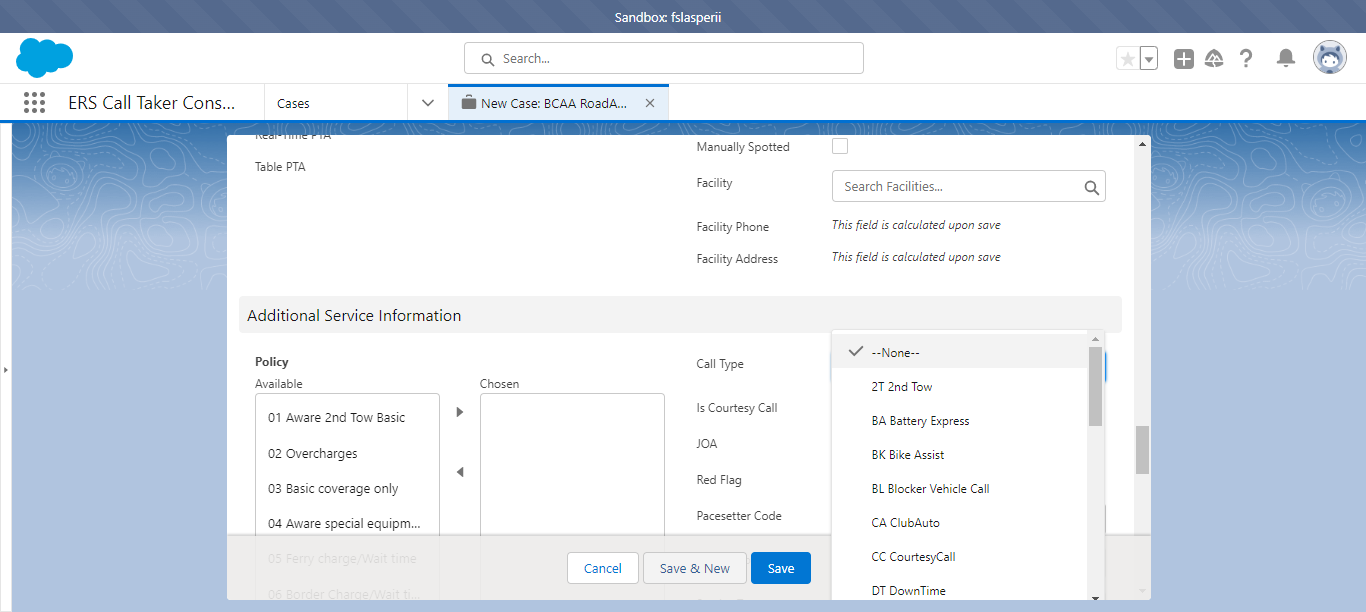 Sandbox: fslasperii
Search...
ERS Call Taker Cons...
Cases
New Case: BCAA RoadA...
Real-Time PTA
Table PTA
Manually Spotted
Facility
Search Facilities...
Facility Phone
This field is calculated upon save
Facility Address
This field is calculated upon save
Additional Service Information
Policy
Available
Chosen
01 Aware 2nd Tow Basic
02 Overcharges
03 Basic coverage only
04 Aware special equipm...
05 Ferry charge/Wait time
06 Border Charge/Wait ti...
Call Type
Is Courtesy Call
JOA
Red Flag
Pacesetter Code
--None--
2T 2nd Tow
BA Battery Express
BK Bike Assist
BL Blocker Vehicle Call
CA ClubAuto
CC CourtesyCall
DT DownTime
Cancel
Save & New
Save